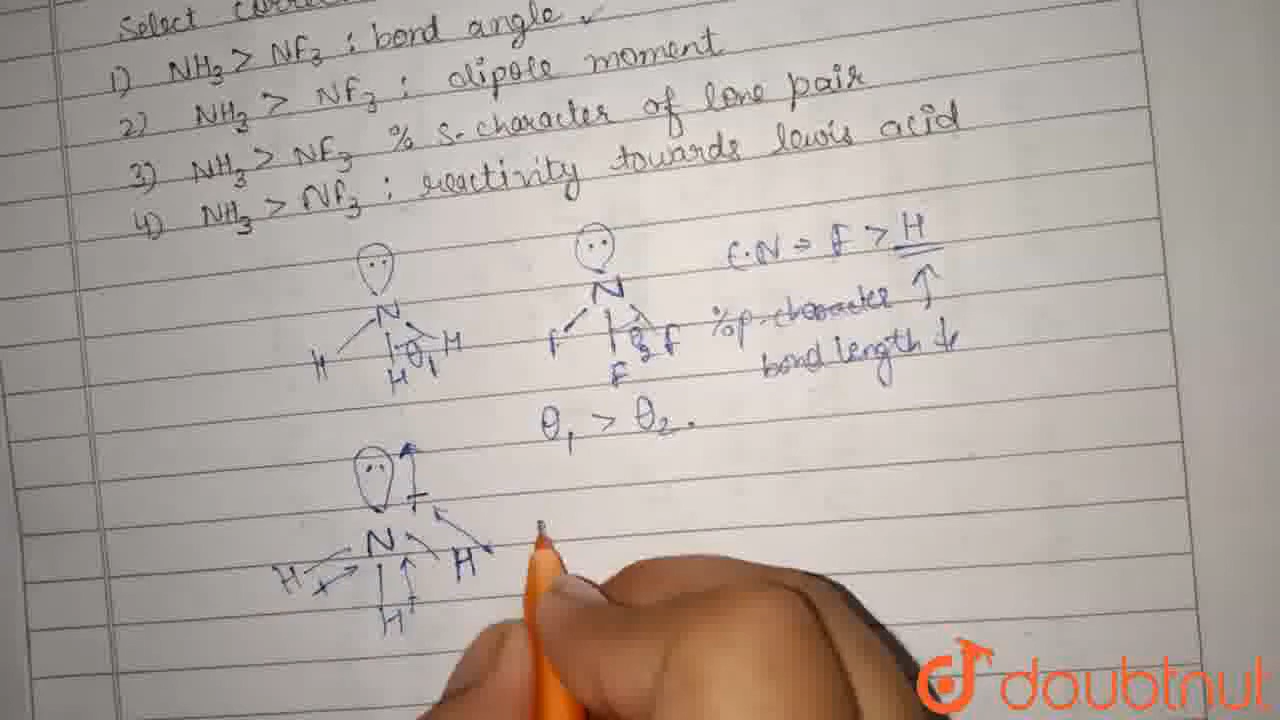 Select
1) NH3 > NF3 : bond angle ✓
2) NH3 > NF3 : dipole moment
3) NH3 > NF3 % s-character of lone pair
4) NH3 > NF3 : reactivity towards lewis acid
N
H H θ1 H
N
F F θ2 F
E·N → F > H
%p-character ↑
bond length ↓
θ1 > θ2.
N
H H H
doubtnut